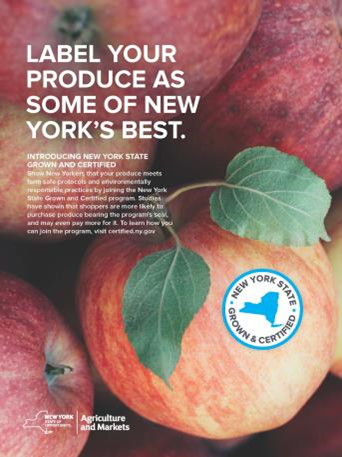 LABEL YOUR
PRODUCE AS
SOME OF NEW
YORK'S BEST.
INTRODUCING NEW YORK STATE
GROWN AND CERTIFIED
Show New Yorkers that your produce meets
farm safe protocols and environmentally
responsible practices by joining the New York
State Grown and Certified program. Studies
have shown that shoppers are more likely to
purchase produce bearing the program's seal,
and may even pay more for it. To learn how you
can join the program, visit certified.ny.gov
NEW YORK STATE
GROWN & CERTIFIED
NEW YORK
STATE OF
OPPORTUNITY.
Agriculture
and Markets